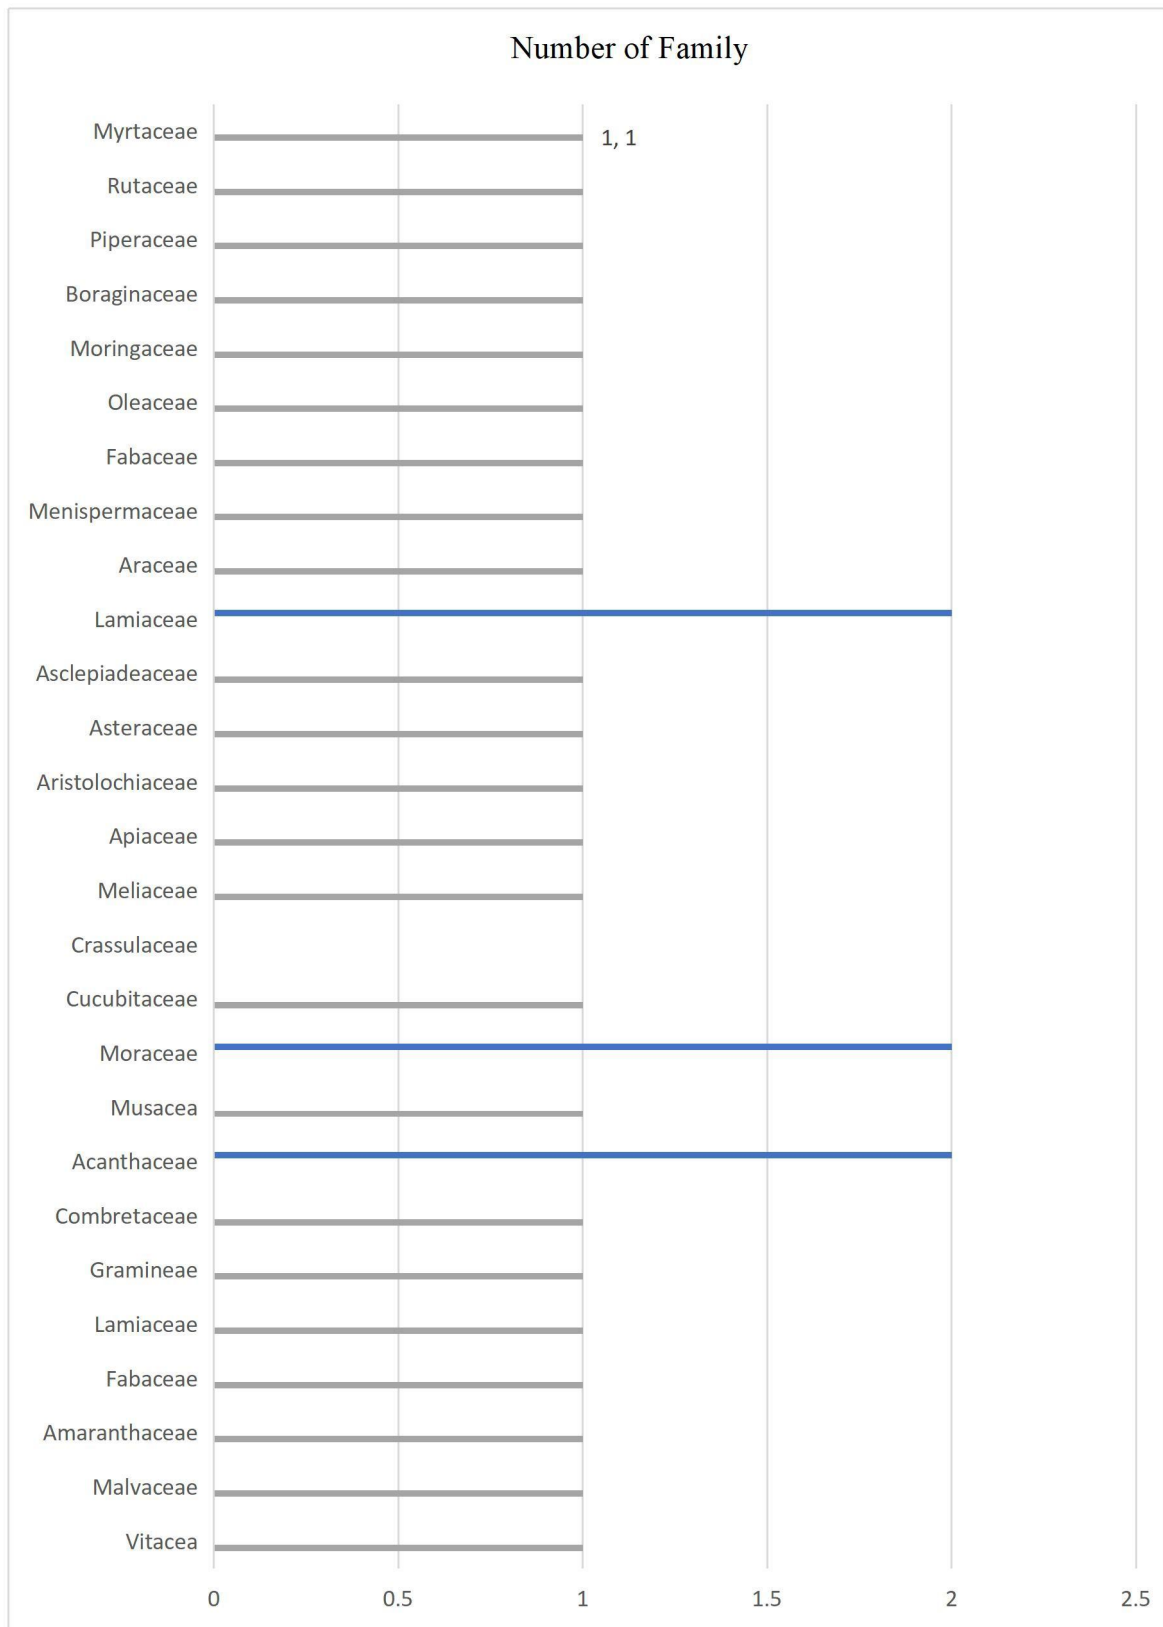 Number of Family
Myrtaceae
1, 1
Rutaceae
Piperaceae
Boraginaceae
Moringaceae
Oleaceae
Fabaceae
Menispermaceae
Araceae
Lamiaceae
Asclepiadeaceae
Asteraceae
Aristolochiaceae
Apiaceae
Meliaceae
Crassulaceae
Cucubitaceae
Moraceae
Musacea
Acanthaceae
Combretaceae
Gramineae
Lamiaceae
Fabaceae
Amaranthaceae
Malvaceae
Vitacea
0 0.5 1 1.5 2 2.5